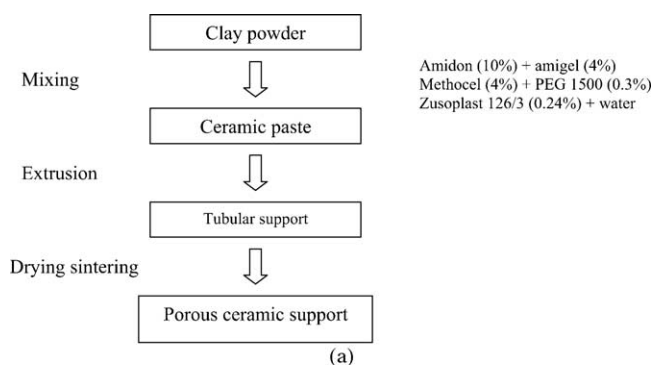 Clay powder
Mixing
Amidon (10%) + amigel (4%)
Methocel (4%) + PEG 1500 (0.3%)
Zusoplast 126/3 (0.24%) + water
Ceramic paste
Extrusion
Tubular support
Drying sintering
Porous ceramic support
(a)